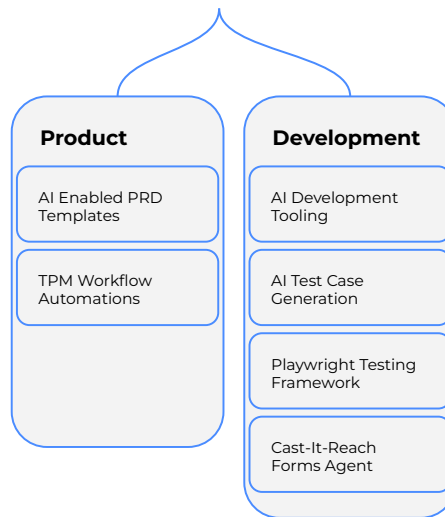 Product
AI Enabled PRD
Templates
TPM Workflow
Automations
Development
AI Development
Tooling
AI Test Case
Generation
Playwright Testing
Framework
Cast-It-Reach
Forms Agent